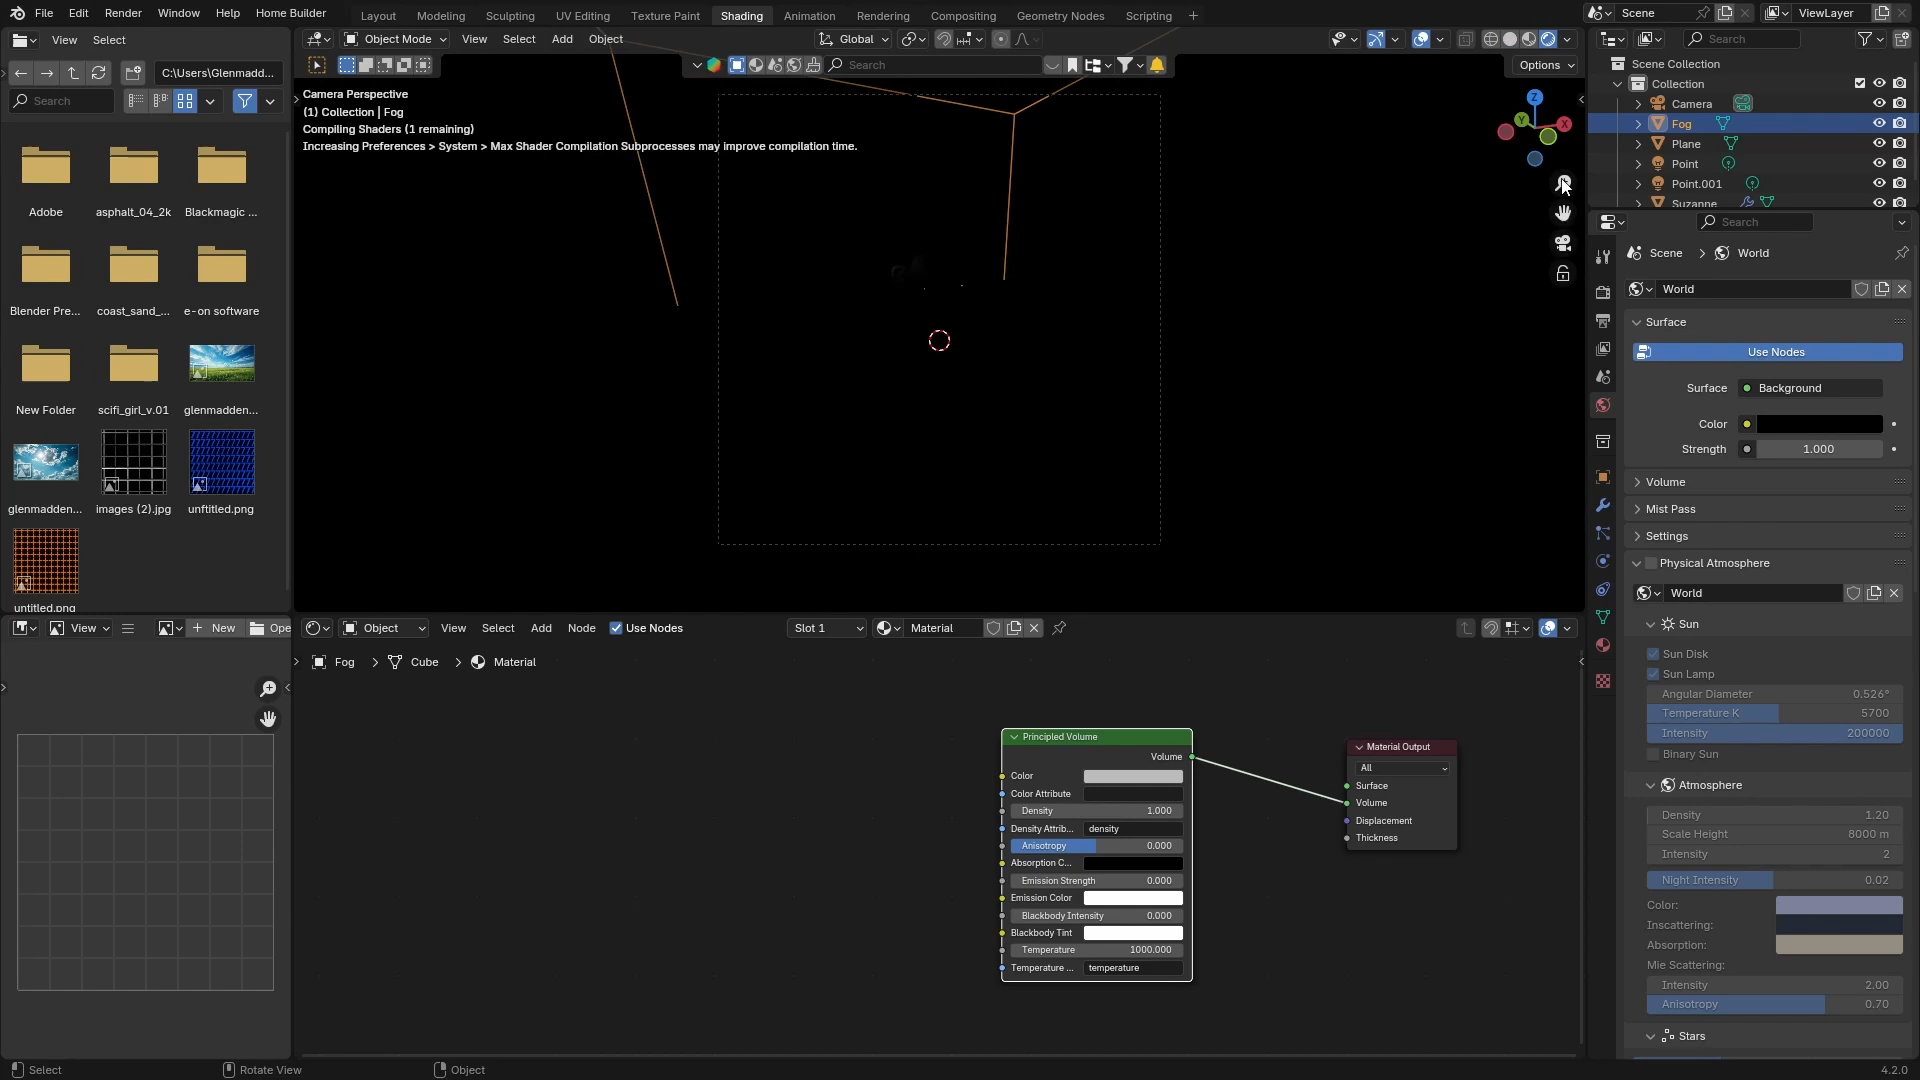 File Edit Render Window Help Home Builder Layout Modeling Sculpting UV Editing Texture Paint Shading Animation Rendering Compositing Geometry Nodes Scripting + Scene ViewLayer
View Select
Object Mode View Select Add Object Global
Search
C:\Users\Glenmadd...
Search
Adobe asphalt_04_2k Blackmagic ...
Blender Pre... coast_sand_... e-on software
New Folder scifi_girl_v.01 glenmadden...
glenmadden... images (2).jpg unftitled.png
untitled.png
Search
Options
Camera Perspective
(1) Collection | Fog
Compiling Shaders (1 remaining)
Increasing Preferences > System > Max Shader Compilation Subprocesses may improve compilation time.
Z
Y
X
Scene Collection
Collection
Camera
Fog
Plane
Point
Point.001
Suzanne
Search
Scene > World
World
Surface
Use Nodes
Surface Background
Color
Strength 1.000
Volume
Mist Pass
Settings
Physical Atmosphere
World
Sun
Sun Disk
Sun Lamp
Angular Diameter 0.526°
Temperature K 5700
Intensity 200000
Binary Sun
Atmosphere
Density 1.20
Scale Height 8000 m
Intensity 2
Night Intensity 0.02
Color:
Inscattering:
Absorption:
Mie Scattering:
Intensity 2.00
Anisotropy 0.70
Stars
View + New Ope
Object View Select Add Node Use Nodes Slot 1 Material
Fog > Cube > Material
Principled Volume
Volume
Color
Color Attribute
Density 1.000
Density Attrib... density
Anisotropy 0.000
Absorption C...
Emission Strength 0.000
Emission Color
Blackbody Intensity 0.000
Blackbody Tint
Temperature 1000.000
Temperature ... temperature
Material Output
All
Surface
Volume
Displacement
Thickness
Select Rotate View Object 4.2.0